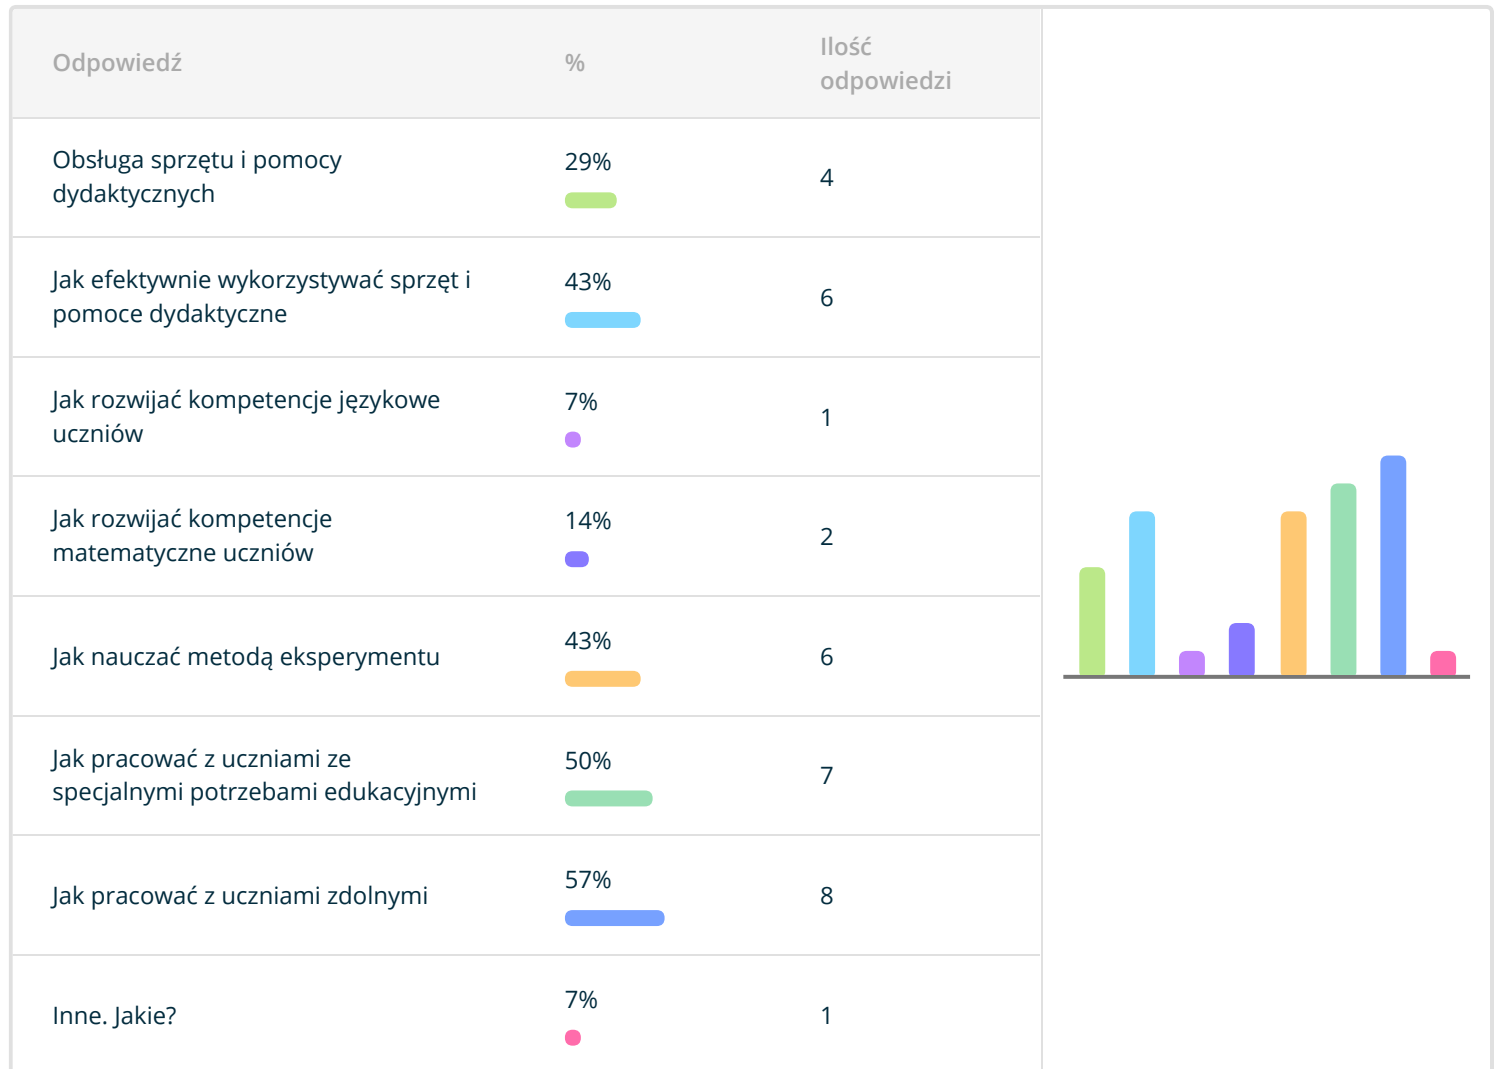 Odpowiedź % Ilość
odpowiedzi
Obsługa sprzętu i pomocy
dydaktycznych
29%
4
Jak efektywnie wykorzystywać sprzęt i
pomoce dydaktyczne
43%
6
Jak rozwijać kompetencje językowe
uczniów
7%
1
Jak rozwijać kompetencje
matematyczne uczniów
14%
2
Jak nauczać metodą eksperymentu
43%
6
Jak pracować z uczniami ze
specjalnymi potrzebami edukacyjnymi
50%
7
Jak pracować z uczniami zdolnymi
57%
8
Inne. Jakie?
7%
1